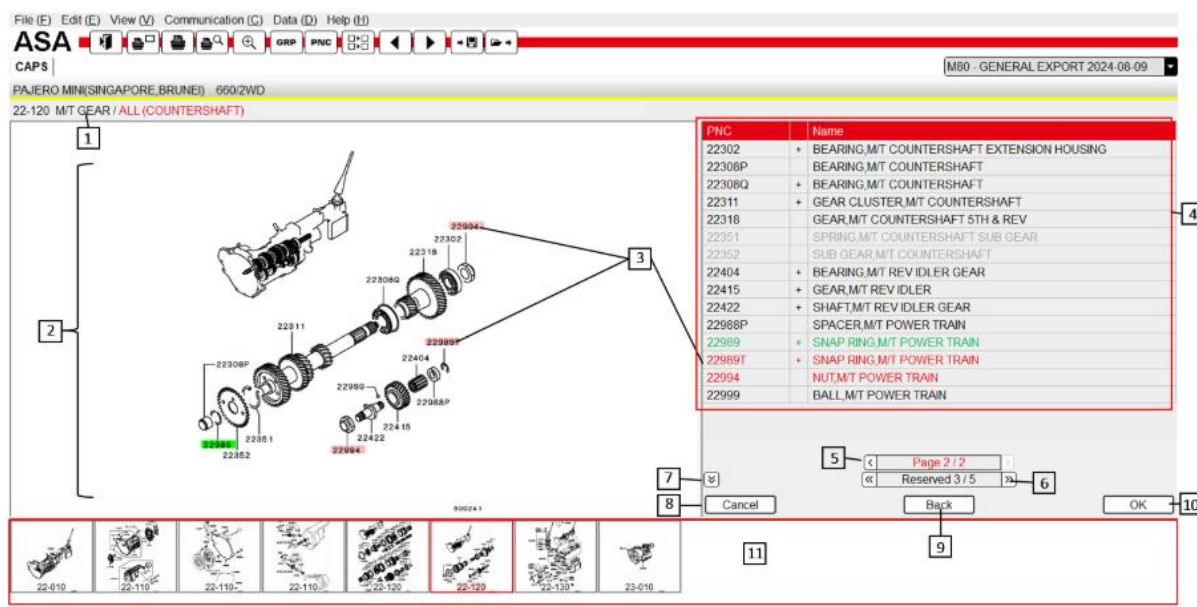 File (F) Edit (E) View (V) Communication (C) Data (D) Help (H)
ASA GRP PNC
CAPS M80 - GENERAL EXPORT 2024-08-09
PAJERO MINI(SINGAPORE,BRUNEI) 660/2WD
22-120 M/T GEAR / ALL (COUNTERSHAFT)
1
2
3
4
PNC Name
22302 + BEARING,M/T COUNTERSHAFT EXTENSION HOUSING
22308P BEARING,M/T COUNTERSHAFT
22308Q + BEARING,M/T COUNTERSHAFT
22311 + GEAR CLUSTER,M/T COUNTERSHAFT
22318 GEAR,M/T COUNTERSHAFT 5TH & REV
22351 SPRING,M/T COUNTERSHAFT SUB GEAR
22352 SUB GEAR,M/T COUNTERSHAFT
22404 + BEARING,M/T REV IDLER GEAR
22415 + GEAR,M/T REV IDLER
22422 + SHAFT,M/T REV IDLER GEAR
22988P SPACER,M/T POWER TRAIN
22989 + SNAP RING,M/T POWER TRAIN
22989T + SNAP RING,M/T POWER TRAIN
22994 NUT,M/T POWER TRAIN
22999 BALL,M/T POWER TRAIN
22994
22302
22318
22308Q
22311
22989T
22404
22308P
22999
22988P
22415
22351
22422
22989
22352
22994
600241
5 < Page 2 / 2 >
7 « Reserved 3 / 5 » 6
8 Cancel Back OK 10
9
11
22-010 22-110 22-110 22-110 22-120 22-120 22-130 23-010